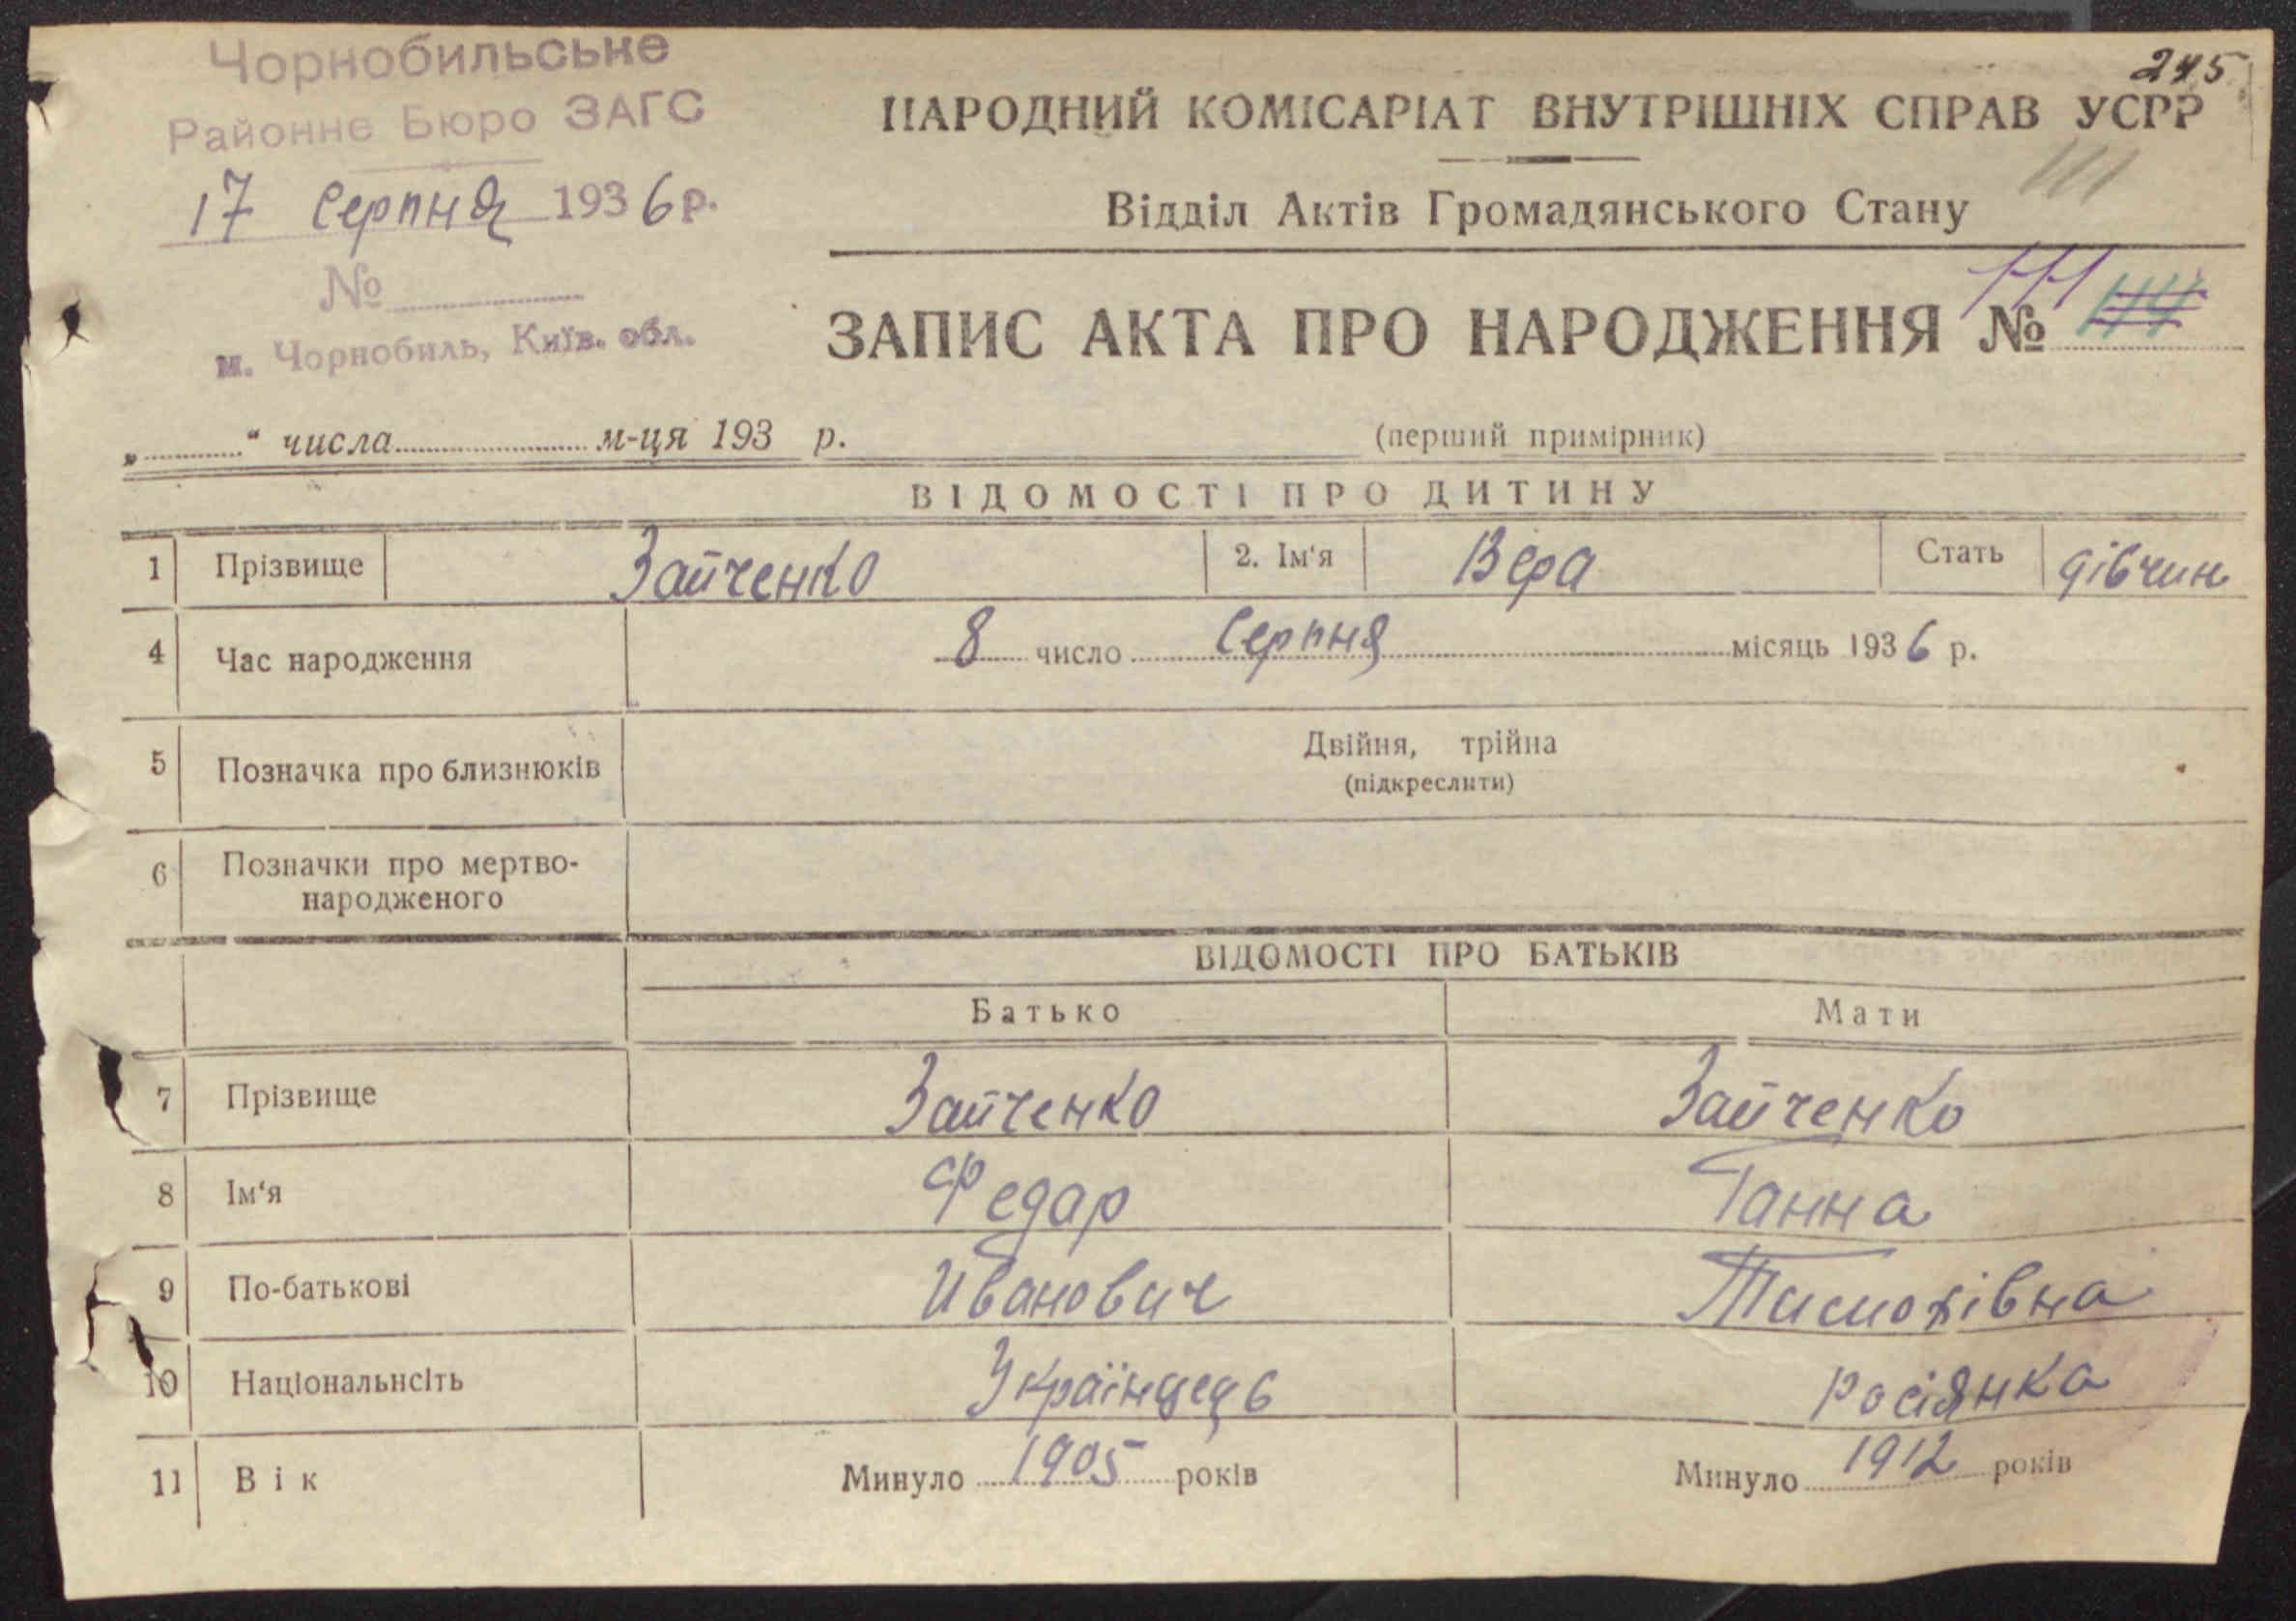 Чорнобильське
Районне Бюро ЗАГС
17 серпня 1936 р.
№
м. Чорнобиль, Київ. обл.
245
НАРОДНИЙ КОМІСАРІАТ ВНУТРІШНІХ СПРАВ УСРР
111
Відділ Актів Громадянського Стану
111
ЗАПИС АКТА ПРО НАРОДЖЕННЯ №
„ “ числа м-ця 193 р. (перший примірник)
ВІДОМОСТІ ПРО ДИТИНУ
1 Прізвище Зайченко 2. Ім‘я Вера Стать дівчин
4 Час народження 8 число Серпня місяць 1936 р.
5 Позначка про близнюків Двійня, трійна
(підкреслити)
6 Позначки про мертво-
народженого
ВІДОМОСТІ ПРО БАТЬКІВ
Батько Мати
7 Прізвище Зайченко Зайченко
8 Ім‘я Федар Ганна
9 По-батькові Иванович
10 Національнсіть Україндець росіянка
11 Вік Минуло 1905 років Минуло 1912 років